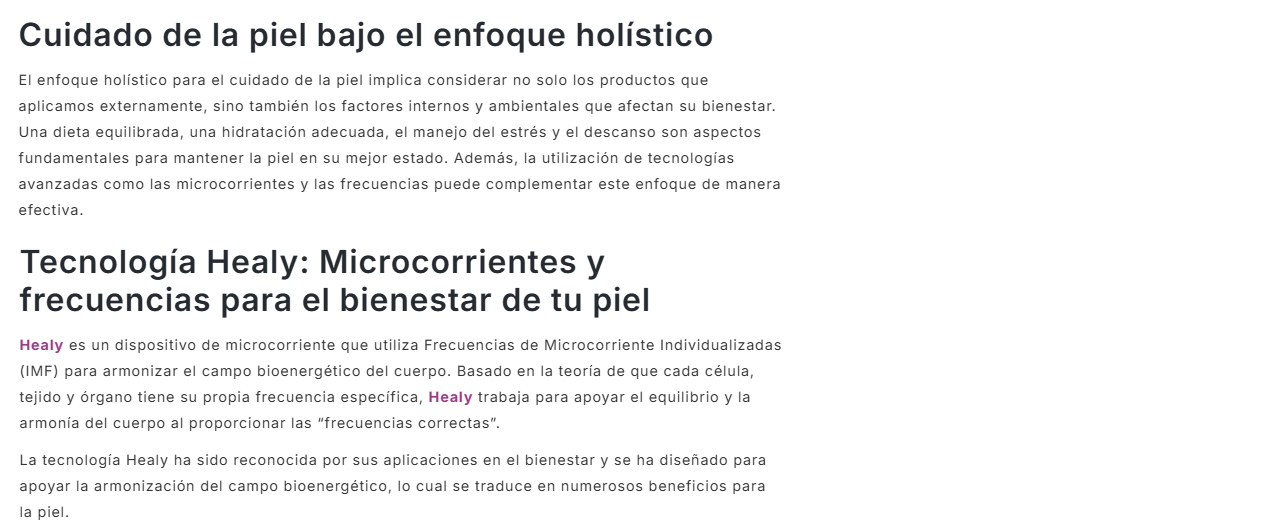 Cuidado de la piel bajo el enfoque holístico
El enfoque holístico para el cuidado de la piel implica considerar no solo los productos que
aplicamos externamente, sino también los factores internos y ambientales que afectan su bienestar.
Una dieta equilibrada, una hidratación adecuada, el manejo del estrés y el descanso son aspectos
fundamentales para mantener la piel en su mejor estado. Además, la utilización de tecnologías
avanzadas como las microcorrientes y las frecuencias puede complementar este enfoque de manera
efectiva.
Tecnología Healy: Microcorrientes y
frecuencias para el bienestar de tu piel
Healy es un dispositivo de microcorriente que utiliza Frecuencias de Microcorriente Individualizadas
(IMF) para armonizar el campo bioenergético del cuerpo. Basado en la teoría de que cada célula,
tejido y órgano tiene su propia frecuencia específica, Healy trabaja para apoyar el equilibrio y la
armonía del cuerpo al proporcionar las “frecuencias correctas”.
La tecnología Healy ha sido reconocida por sus aplicaciones en el bienestar y se ha diseñado para
apoyar la armonización del campo bioenergético, lo cual se traduce en numerosos beneficios para
la piel.